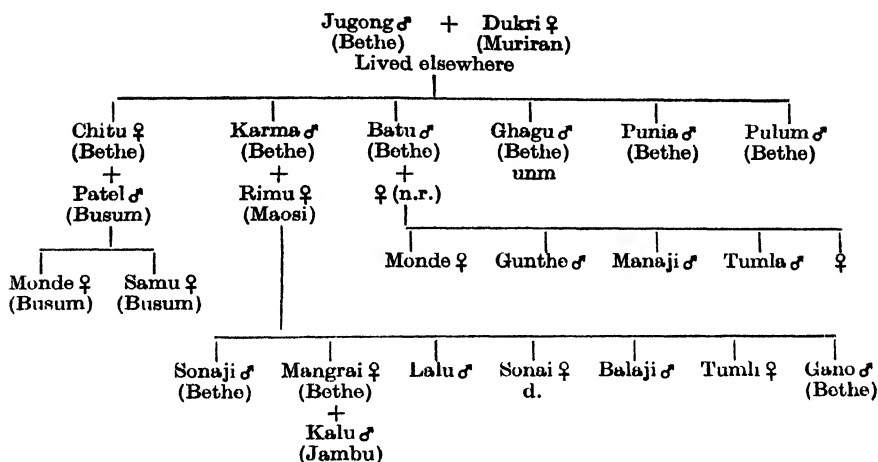 Jugong ♂ + Dukri ♀
(Bethe) (Muriran)
Lived elsewhere
Chitu ♀ Karma ♂ Batu ♂ Ghagu ♂ Punia ♂ Pulum ♂
(Bethe) (Bethe) (Bethe) (Bethe) (Bethe) (Bethe)
unm
+ + +
Patel ♂ Rimu ♀ ♀ (n.r.)
(Busum) (Maosi)
Monde ♀ Gunthe ♂ Manaji ♂ Tumla ♂ ♀
Monde ♀ Samu ♀
(Busum) (Busum)
Sonaji ♂ Mangrai ♀ Lalu ♂ Sonai ♀ Balaji ♂ Tumli ♀ Gano ♂
(Bethe) (Bethe) d. (Bethe)
+
Kalu ♂
(Jambu)